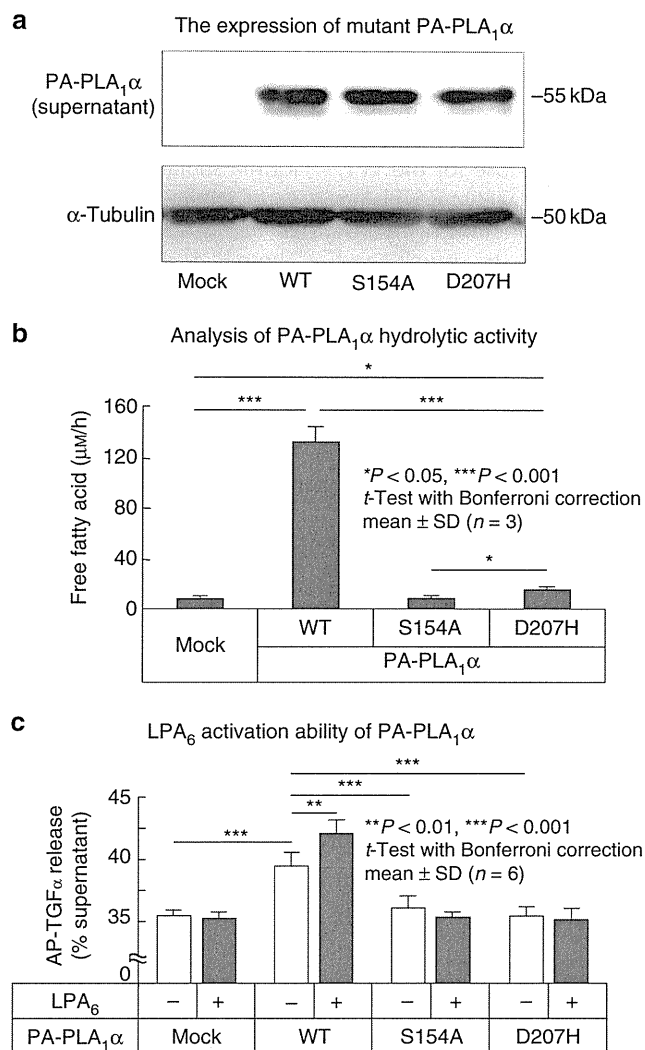 a
The expression of mutant PA-PLA₁α
PA-PLA₁α
(supernatant)
–55 kDa
α-Tubulin
–50 kDa
Mock WT S154A D207H
b
Analysis of PA-PLA₁α hydrolytic activity
*
*** ***
160
120
80
40
0
Free fatty acid (μM/h)
*P < 0.05, ***P < 0.001
t-Test with Bonferroni correction
mean ± SD (n = 3)
*
Mock WT S154A D207H
PA-PLA₁α
c
LPA₆ activation ability of PA-PLA₁α
***
***
**
***
45
40
35
0
AP-TGFα release
(% supernatant)
**P < 0.01, ***P < 0.001
t-Test with Bonferroni correction
mean ± SD (n = 6)
LPA₆ – + – + – + – +
PA-PLA₁α Mock WT S154A D207H